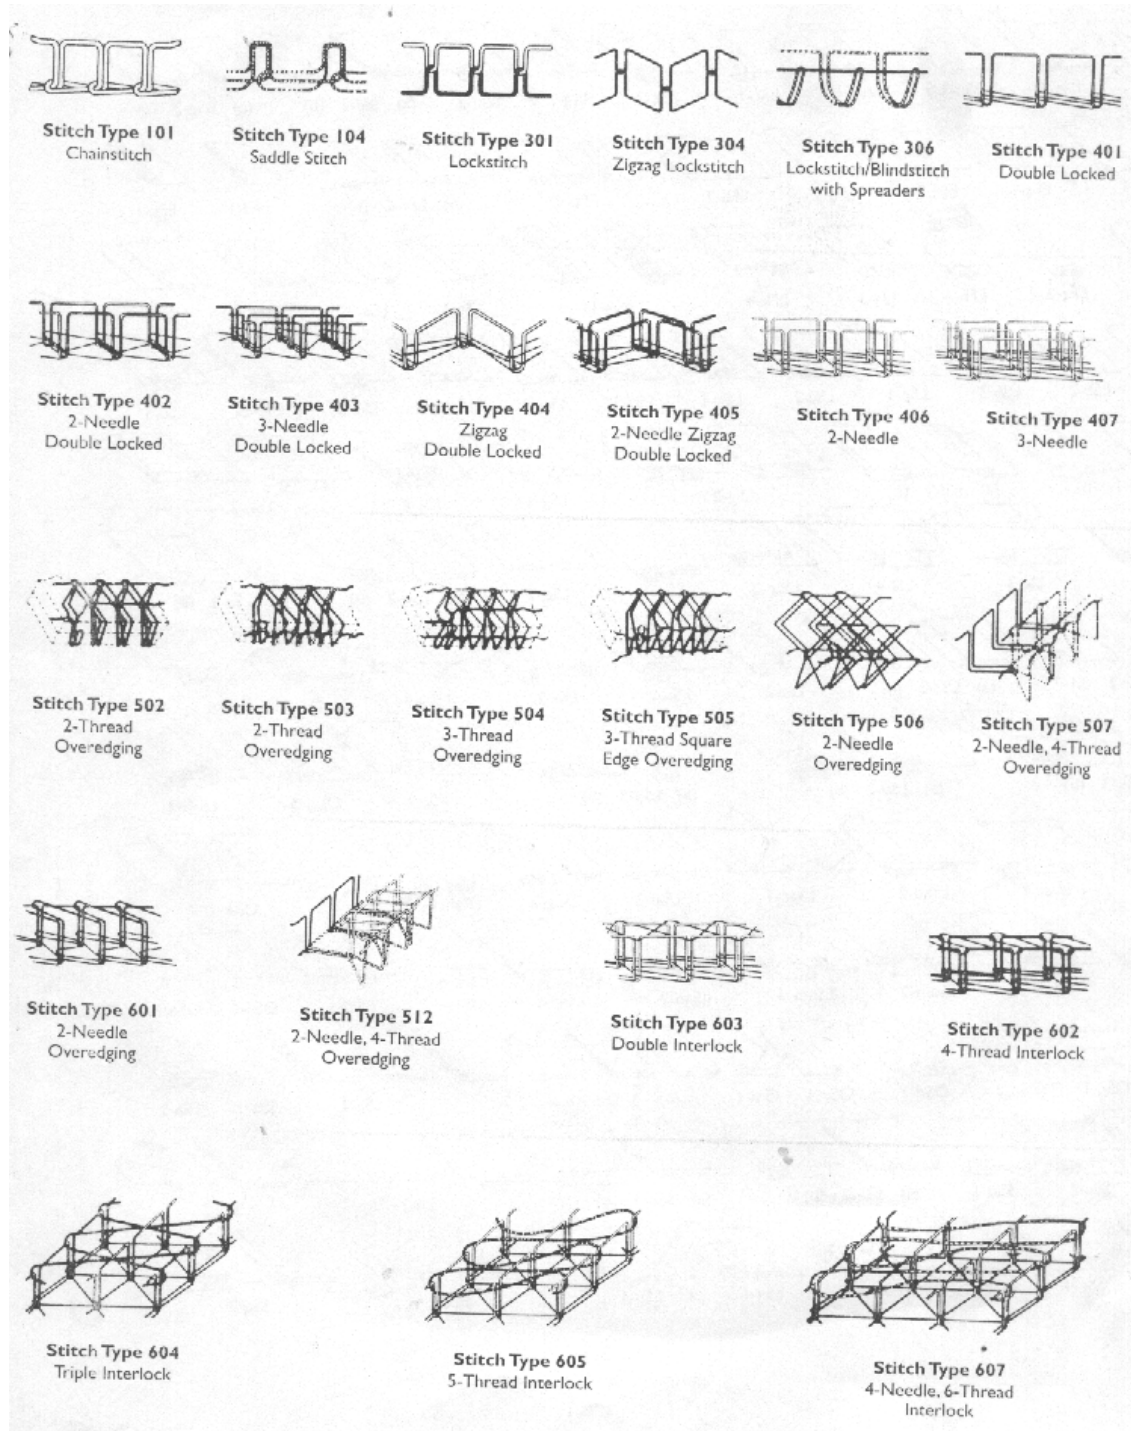 Stitch Type 101
Chainstitch
Stitch Type 104
Saddle Stitch
Stitch Type 301
Lockstitch
Stitch Type 304
Zigzag Lockstitch
Stitch Type 306
Lockstitch/Blindstitch
with Spreaders
Stitch Type 401
Double Locked
Stitch Type 402
2-Needle
Double Locked
Stitch Type 403
3-Needle
Double Locked
Stitch Type 404
Zigzag
Double Locked
Stitch Type 405
2-Needle Zigzag
Double Locked
Stitch Type 406
2-Needle
Stitch Type 407
3-Needle
Stitch Type 502
2-Thread
Overedging
Stitch Type 503
2-Thread
Overedging
Stitch Type 504
3-Thread
Overedging
Stitch Type 505
3-Thread Square
Edge Overedging
Stitch Type 506
2-Needle
Overedging
Stitch Type 507
2-Needle, 4-Thread
Overedging
Stitch Type 601
2-Needle
Overedging
Stitch Type 512
2-Needle, 4-Thread
Overedging
Stitch Type 603
Double Interlock
Stitch Type 602
4-Thread Interlock
Stitch Type 604
Triple Interlock
Stitch Type 605
5-Thread Interlock
Stitch Type 607
4-Needle, 6-Thread
Interlock